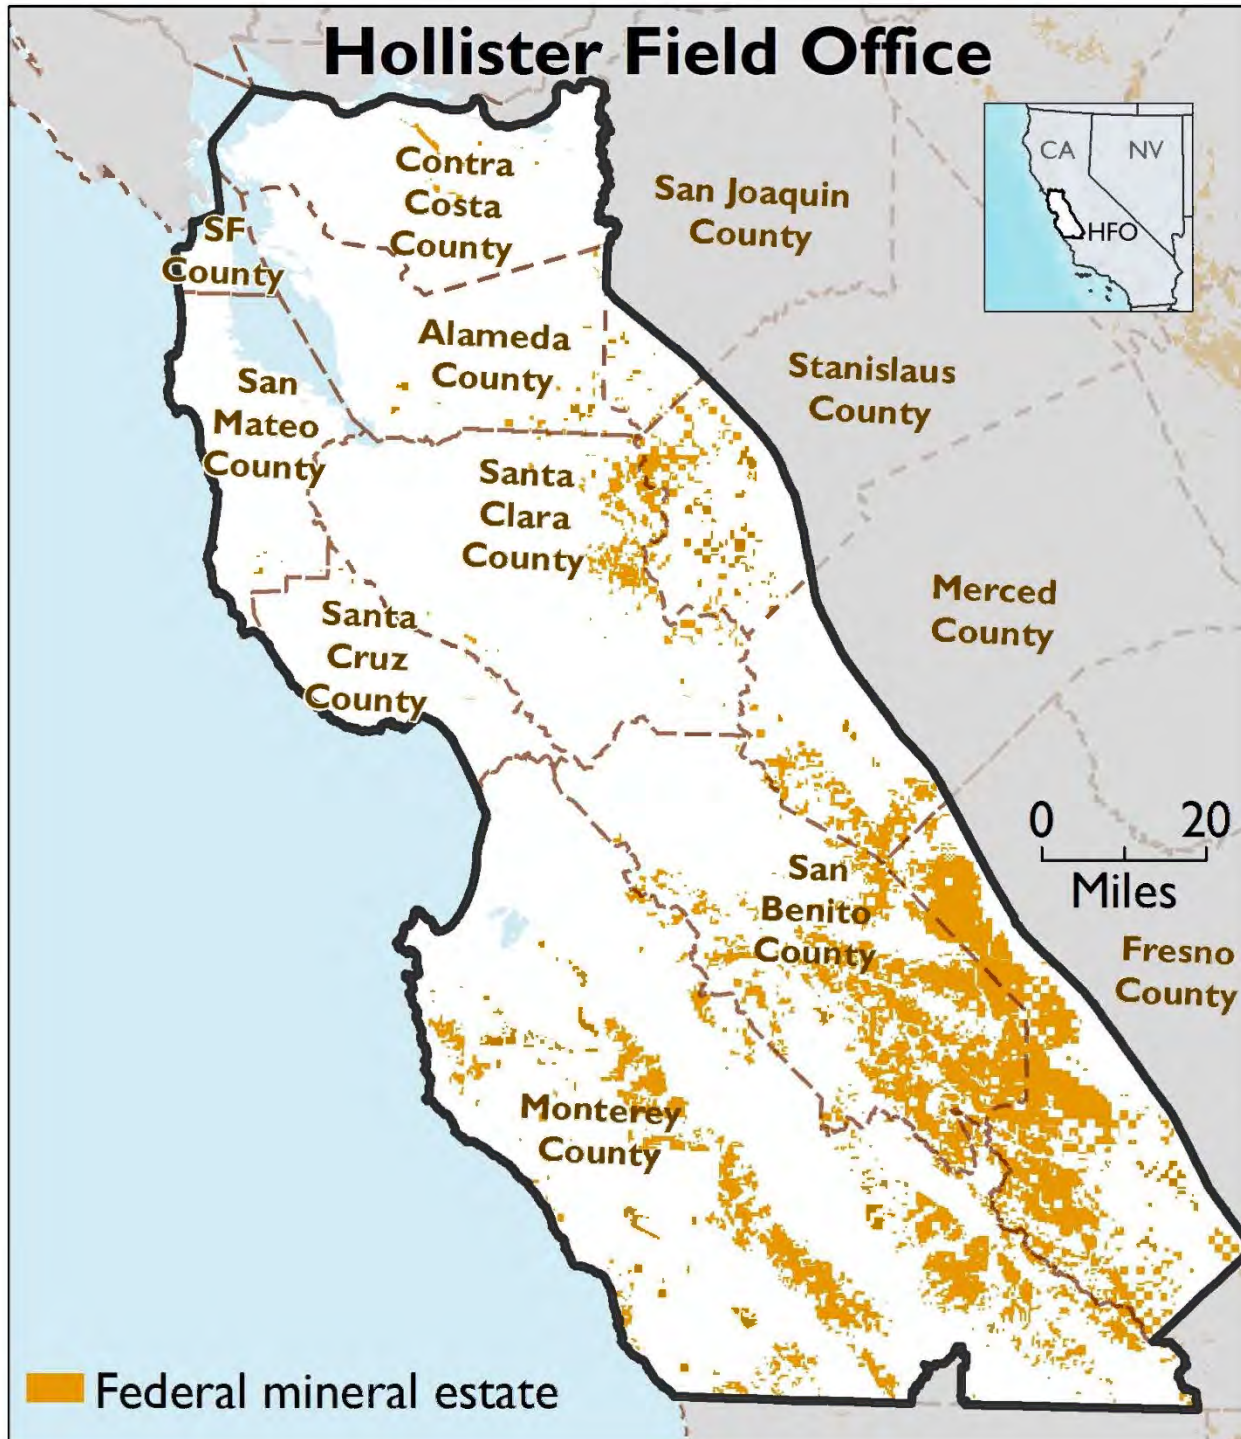 Hollister Field Office
CA
NV
HFO
Contra
Costa
County
San Joaquin
County
SF
County
Alameda
County
Stanislaus
County
San
Mateo
County
Santa
Clara
County
Merced
County
Santa
Cruz
County
0 20
Miles
San
Benito
County
Fresno
County
Monterey
County
Federal mineral estate